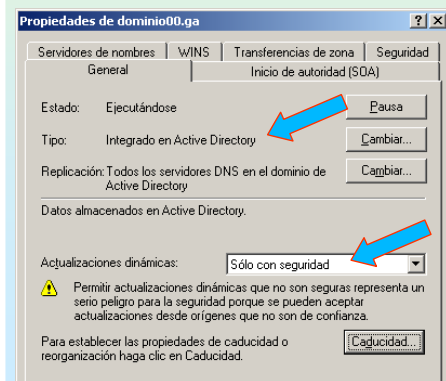 Propiedades de dominio00.ga
Servidores de nombres WINS Transferencias de zona Seguridad
General Inicio de autoridad (SOA)
Estado: Ejecutándose Pausa
Tipo: Integrado en Active Directory Cambiar...
Replicación: Todos los servidores DNS en el dominio de Cambiar...
Active Directory
Datos almacenados en Active Directory.
Actualizaciones dinámicas: Sólo con seguridad
Permitir actualizaciones dinámicas que no son seguras representa un
serio peligro para la seguridad porque se pueden aceptar
actualizaciones desde orígenes que no son de confianza.
Para establecer las propiedades de caducidad o Caducidad...
reorganización haga clic en Caducidad.